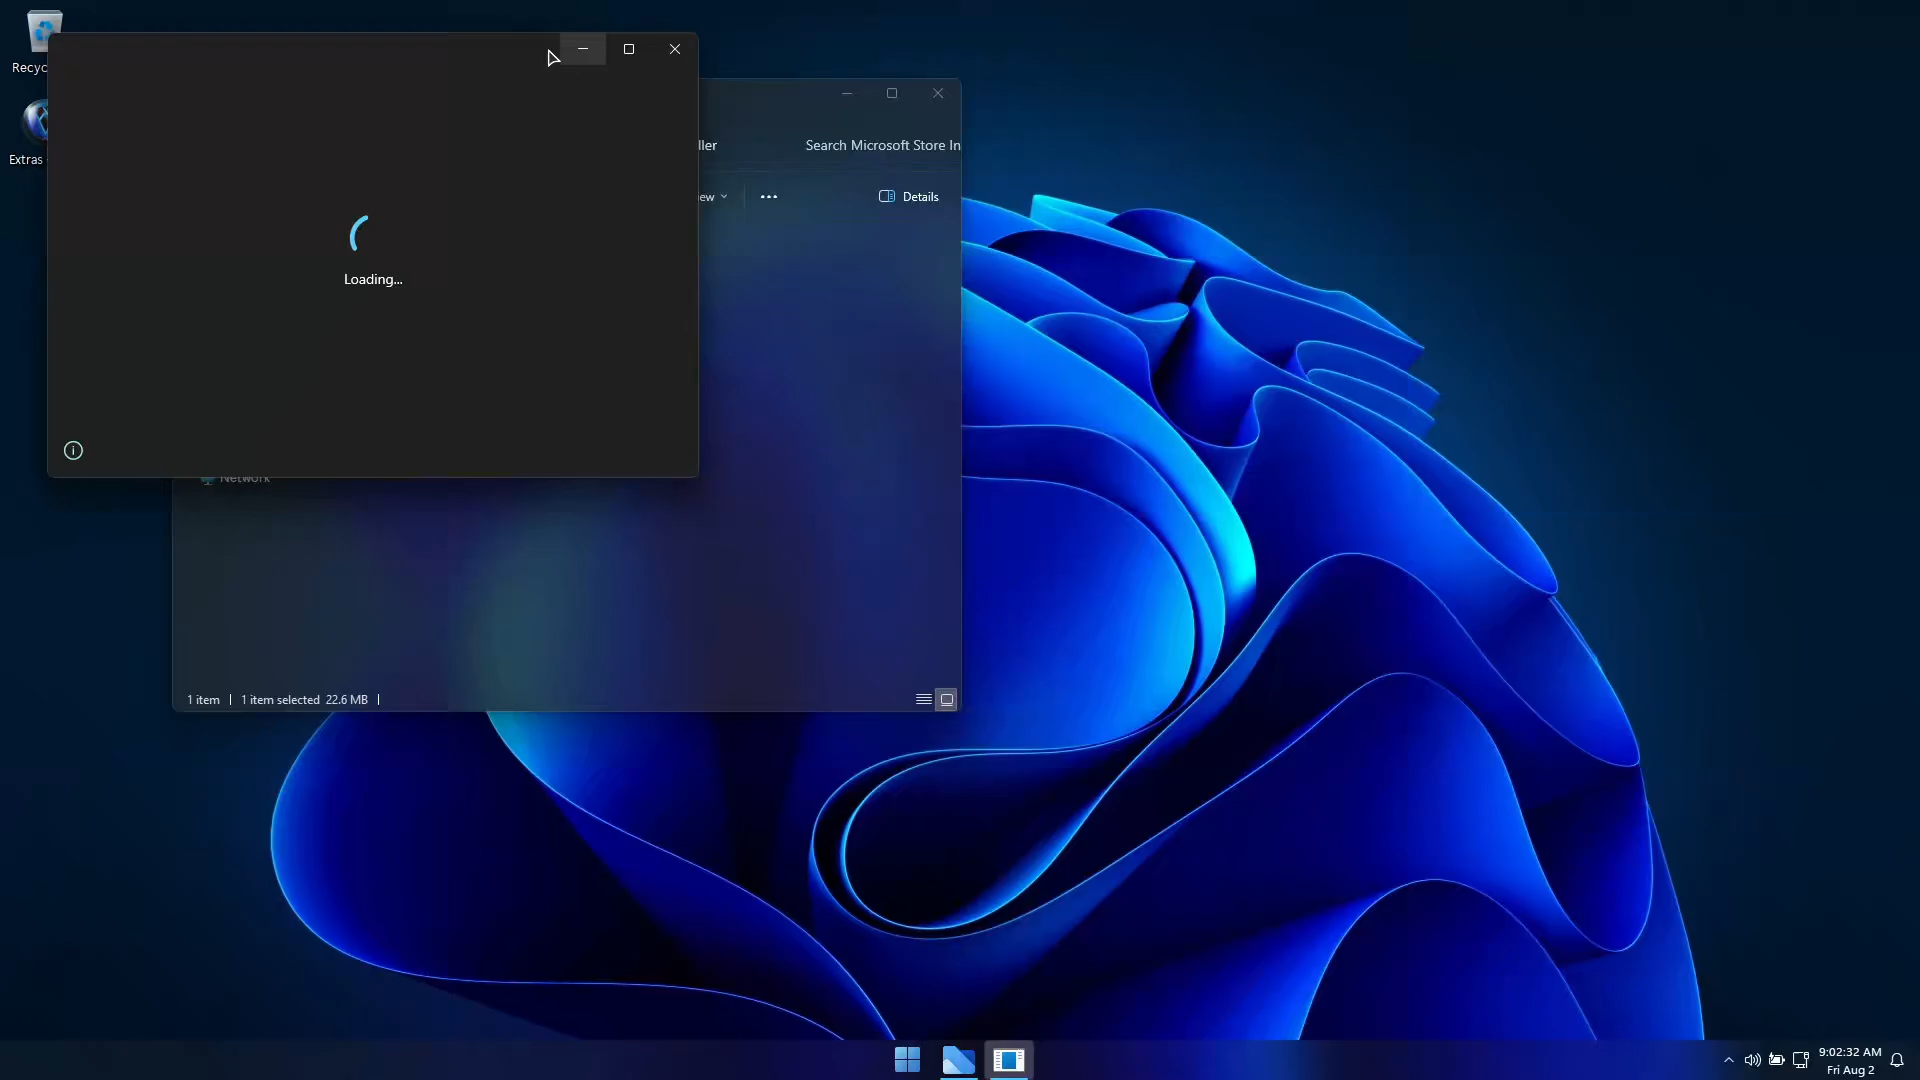 Recyc
Extras
Loading...
ller
Search Microsoft Store In
ew
Details
Network
1 item
1 item selected 22.6 MB
9:02:32 AM
Fri Aug 2